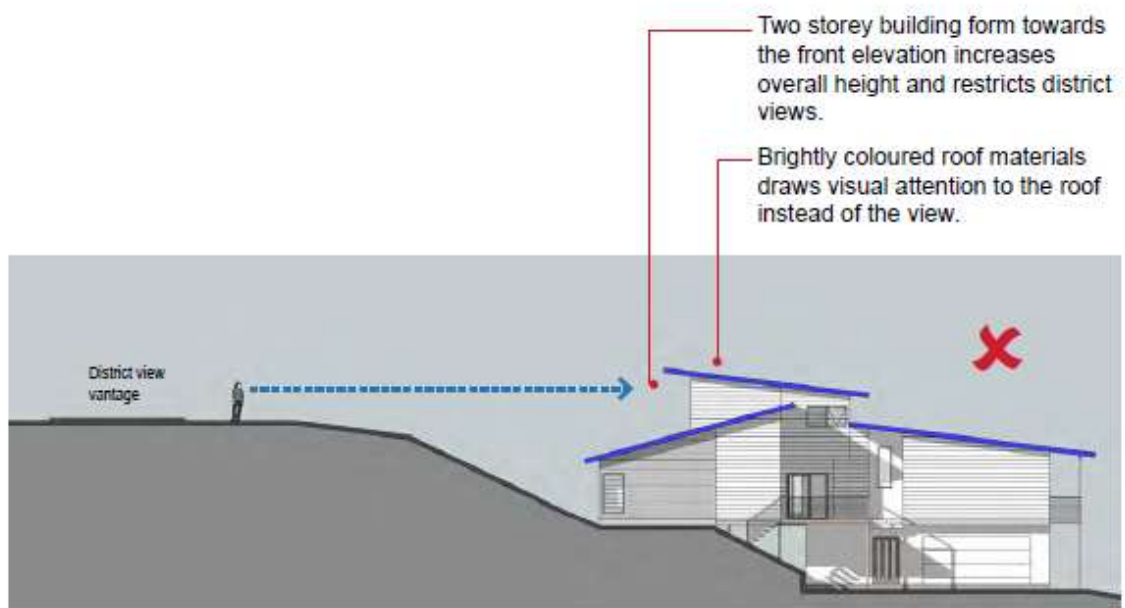 Two storey building form towards
the front elevation increases
overall height and restricts district
views.
Brightly coloured roof materials
draws visual attention to the roof
instead of the view.
District view
vantage